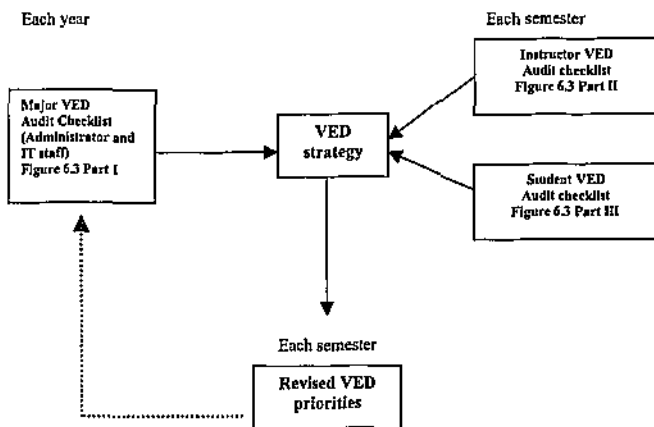 Each year
Each semester
Instructor VED
Audit checklist
Figure 6.3 Part II
Major VED
Audit Checklist
(Administrator and
IT staff)
Figure 6.3 Part I
VED
strategy
Student VED
Audit checklist
Figure 6.3 Part III
Each semester
Revised VED
priorities